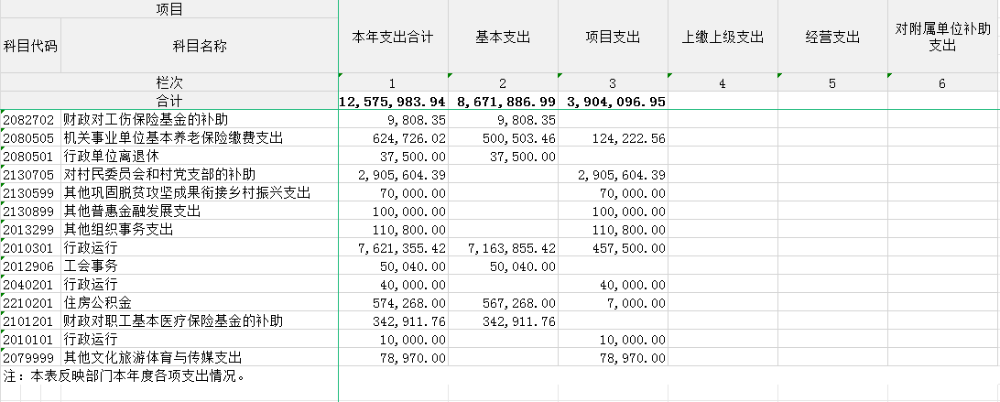 项目
科目代码 科目名称 本年支出合计 基本支出 项目支出 上缴上级支出 经营支出 对附属单位补助
支出
栏次 1 2 3 4 5 6
合计 12,575,983.94 8,671,886.99 3,904,096.95
2082702 财政对工伤保险基金的补助 9,808.35 9,808.35
2080505 机关事业单位基本养老保险缴费支出 624,726.02 500,503.46 124,222.56
2080501 行政单位离退休 37,500.00 37,500.00
2130705 对村民委员会和村党支部的补助 2,905,604.39 2,905,604.39
2130599 其他巩固脱贫攻坚成果衔接乡村振兴支出 70,000.00 70,000.00
2130899 其他普惠金融发展支出 100,000.00 100,000.00
2013299 其他组织事务支出 110,800.00 110,800.00
2010301 行政运行 7,621,355.42 7,163,855.42 457,500.00
2012906 工会事务 50,040.00 50,040.00
2040201 行政运行 40,000.00 40,000.00
2210201 住房公积金 574,268.00 567,268.00 7,000.00
2101201 财政对职工基本医疗保险基金的补助 342,911.76 342,911.76
2010101 行政运行 10,000.00 10,000.00
2079999 其他文化旅游体育与传媒支出 78,970.00 78,970.00
注：本表反映部门本年度各项支出情况。